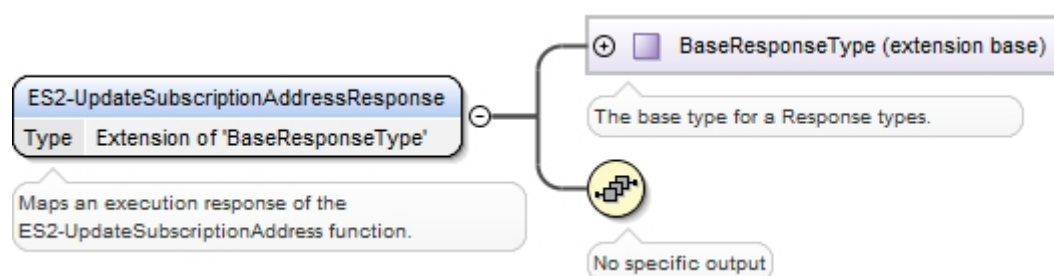 ES2-UpdateSubscriptionAddressResponse
Type Extension of 'BaseResponseType'
Maps an execution response of the
ES2-UpdateSubscriptionAddress function.
BaseResponseType (extension base)
The base type for a Response types.
No specific output